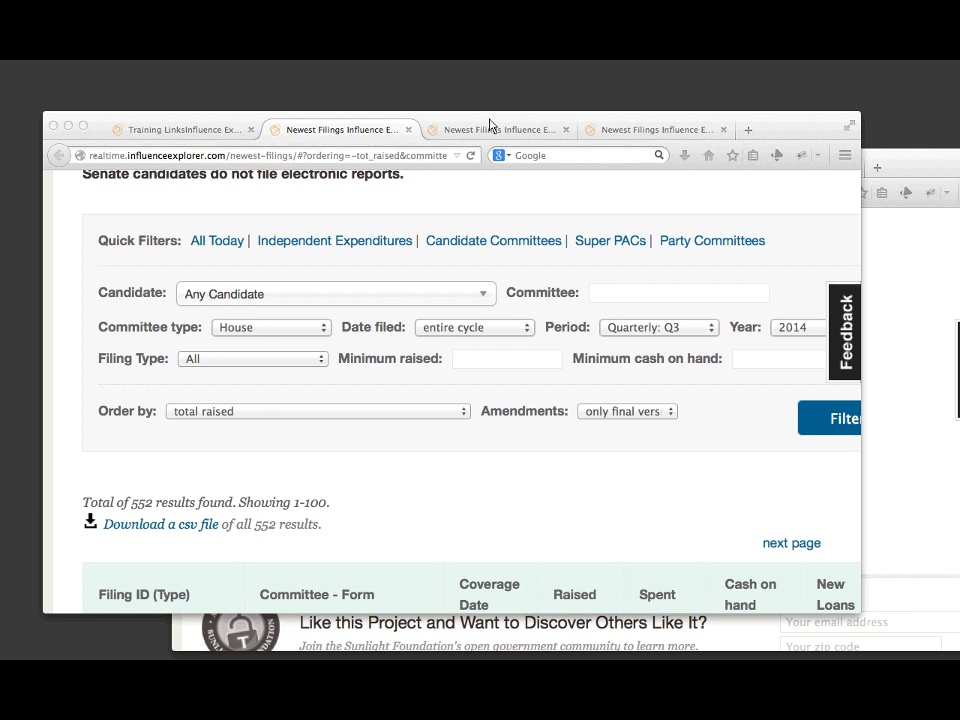 Training LinksInfluence Ex... Newest Filings Influence E... Newest Filings Influence E... Newest Filings Influence E...
realtime.influenceexplorer.com/newest-filings/#?ordering=-tot_raised&committe Google
Senate candidates do not file electronic reports.
Quick Filters: All Today | Independent Expenditures | Candidate Committees | Super PACs | Party Committees
Candidate: Any Candidate Committee:
Committee type: House Date filed: entire cycle Period: Quarterly: Q3 Year: 2014
Filing Type: All Minimum raised: Minimum cash on hand:
Feedback
Order by: total raised Amendments: only final vers Filte
Total of 552 results found. Showing 1-100.
Download a csv file of all 552 results.
next page
Filing ID (Type) Committee - Form Coverage Date Raised Spent Cash on hand New Loans
Like this Project and Want to Discover Others Like It? Your email address
Join the Sunlight Foundation's open government community to learn more. Your zip code